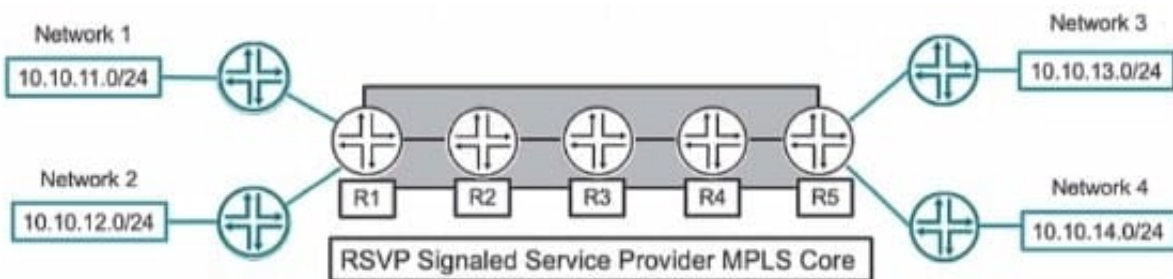 Network 1
10.10.11.0/24
Network 2
10.10.12.0/24
R1
R2
R3
R4
R5
RSVP Signaled Service Provider MPLS Core
Network 3
10.10.13.0/24
Network 4
10.10.14.0/24